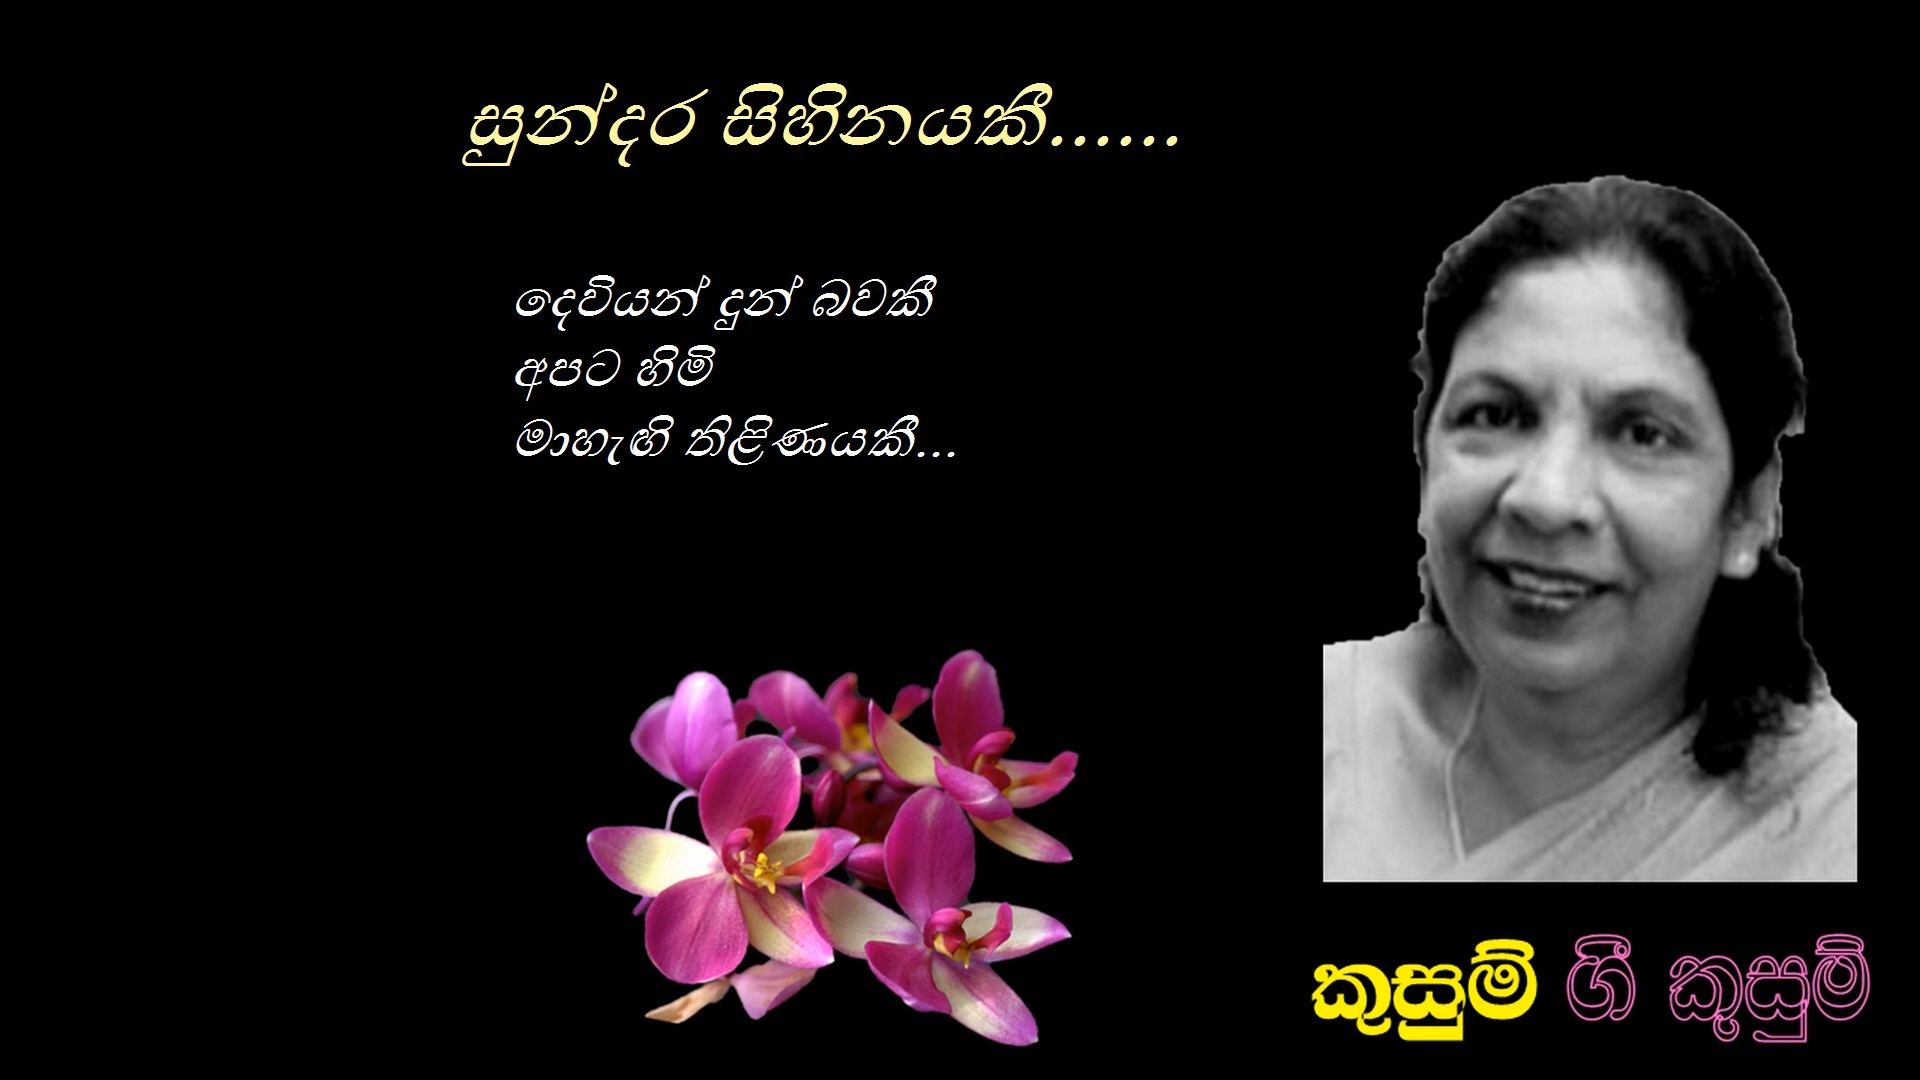 සුන්දර සිහිනයකී......
දෙවියන් දුන් බවකී
අපට හිමි
මාහැඟි තිළිණයකී...
කුසුම් ගී කුසුම්